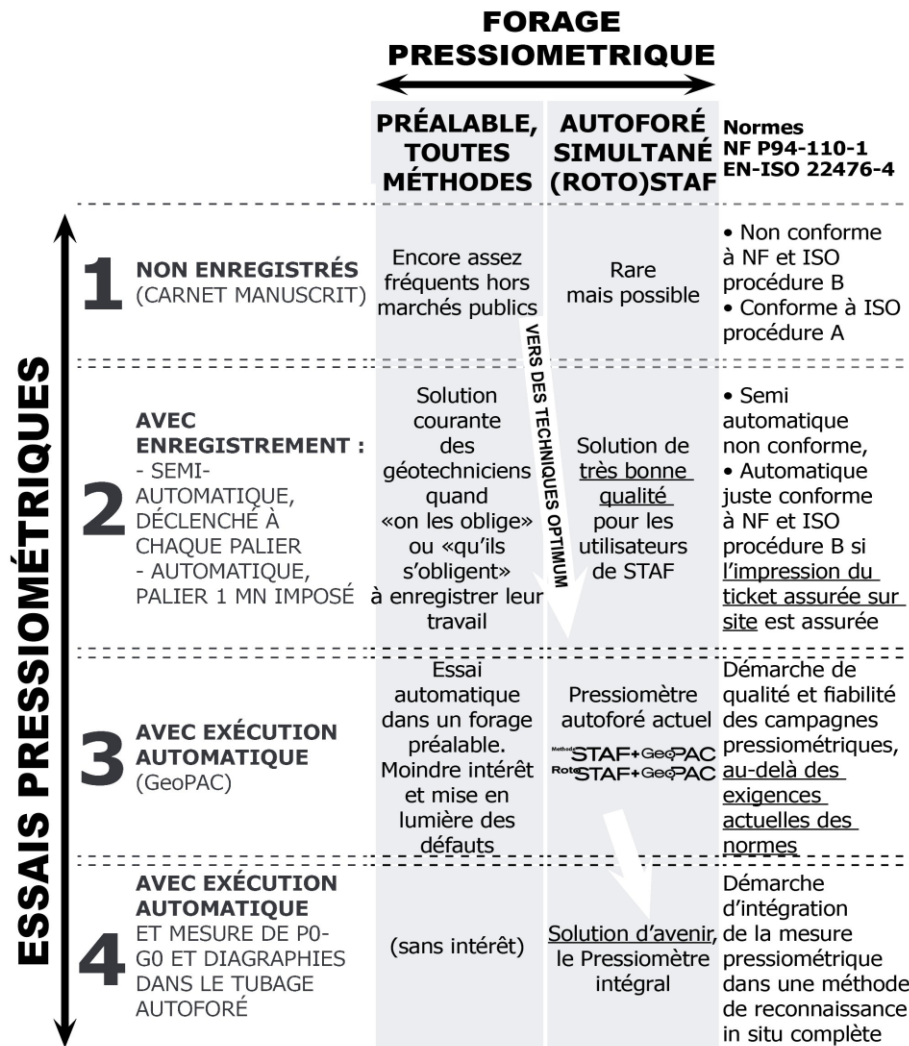 FORAGE
PRESSIOMETRIQUE
PRÉALABLE,
TOUTES
MÉTHODES
AUTOFORÉ
SIMULTANÉ
(ROTO)STAF
Normes
NF P94-110-1
EN-ISO 22476-4
ESSAIS PRESSIOMÉTRIQUES
1
NON ENREGISTRÉS
(CARNET MANUSCRIT)
Encore assez
fréquents hors
marchés publics
Rare
mais possible
• Non conforme
à NF et ISO
procédure B
• Conforme à ISO
procédure A
VERS DES TECHNIQUES OPTIMUM
2
AVEC
ENREGISTREMENT :
- SEMI-
AUTOMATIQUE,
DÉCLENCHÉ À
CHAQUE PALIER
- AUTOMATIQUE,
PALIER 1 MN IMPOSÉ
Solution
courante
des
géotechniciens
quand
«on les oblige»
ou «qu'ils
s'obligent»
à enregistrer leur
travail
Solution de
très bonne
qualité
pour les
utilisateurs
de STAF
• Semi
automatique
non conforme,
• Automatique
juste conforme
à NF et ISO
procédure B si
l'impression du
ticket assurée sur
site est assurée
3
AVEC EXÉCUTION
AUTOMATIQUE
(GeoPAC)
Essai
automatique
dans un forage
préalable.
Moindre intérêt
et mise en
lumière des
défauts
Pressiomètre
autoforé actuel
Method STAF+GeoPAC
Roto STAF+GeoPAC
Démarche de
qualité et fiabilité
des campagnes
pressiométriques,
au-delà des
exigences
actuelles des
normes
4
AVEC EXÉCUTION
AUTOMATIQUE
ET MESURE DE P0-
G0 ET DIAGRAPHIES
DANS LE TUBAGE
AUTOFORÉ
(sans intérêt)
Solution d'avenir,
le Pressiomètre
intégral
Démarche
d'intégration
de la mesure
pressiométrique
dans une méthode
de reconnaissance
in situ complète